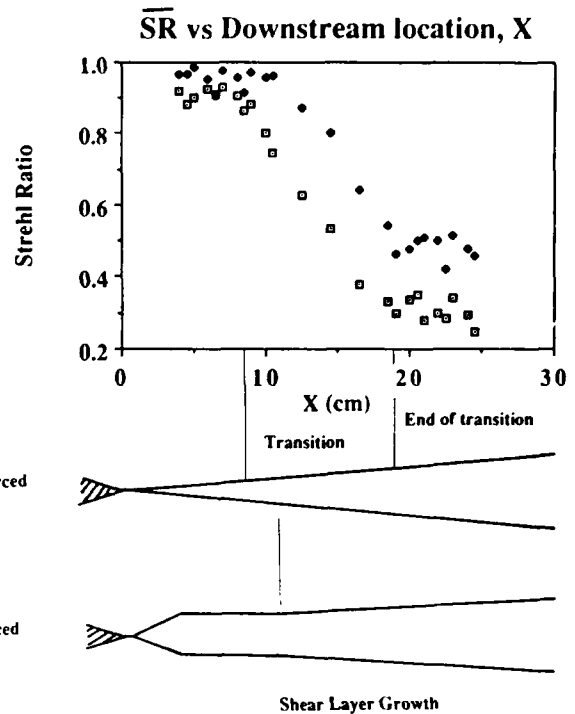 SR vs Downstream location, X
1.0
0.8
0.6
0.4
0.2
Strehl Ratio
0 10 20 30
X (cm)
Transition
End of transition
rced
ced
Shear Layer Growth